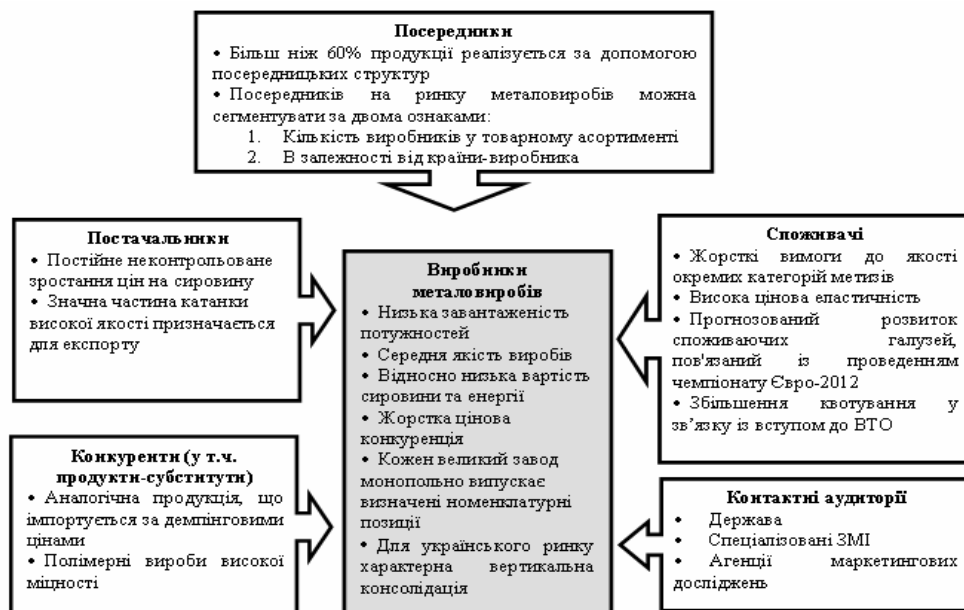 Посередники
• Більш ніж 60% продукції реалізується за допомогою
посередницьких структур
• Посередників на ринку металовиробів можна
сегментувати за двома ознаками:
1. Кількість виробників у товарному асортименті
2. В залежності від країни-виробника
Постачальники
• Постійне неконтрольоване
зростання цін на сировину
• Значна частина катанки
високої якості призначається
для експорту
Конкуренти (у т.ч.
продукти-субститути)
• Аналогічна продукція, що
імпортується за демпінговими
цінами
• Полімерні вироби високої
міцності
Виробники
металовиробів
• Низька завантаженість
потужностей
• Середня якість виробів
• Відносно низька вартість
сировини та енергії
• Жорстка цінова
конкуренція
• Кожен великий завод
монопольно випускає
визначені номенклатурні
позиції
• Для українського ринку
характерна вертикальна
консолідація
Споживачі
• Жорсткі вимоги до якості
окремих категорій метизів
• Висока цінова еластичність
• Прогнозований розвиток
споживаючих галузей,
пов'язаний із проведенням
чемпіонату Євро-2012
• Збільшення квотування у
зв’язку із вступом до ВТО
Контактні аудиторії
• Держава
• Спеціалізовані ЗМІ
• Агенції маркетингових
досліджень